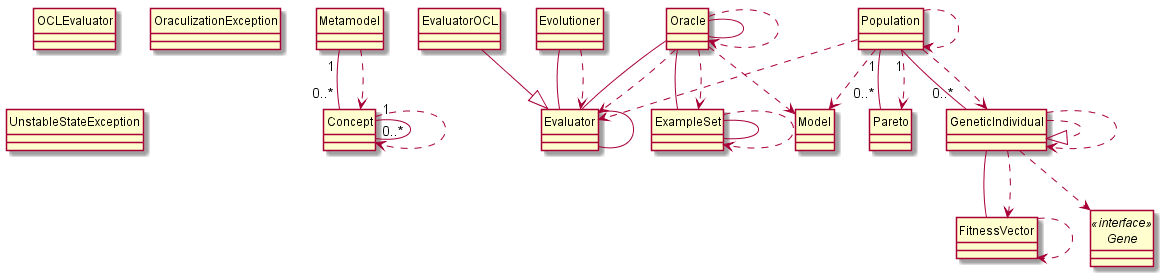 OCLEvaluator
OraculizationException
Metamodel
EvaluatorOCL
Evolutioner
Oracle
Population
1
0..*
1
0..*
0..*
UnstableStateException
Concept
1
0..*
Evaluator
ExampleSet
Model
Pareto
GeneticIndividual
FitnessVector
«interface»
Gene